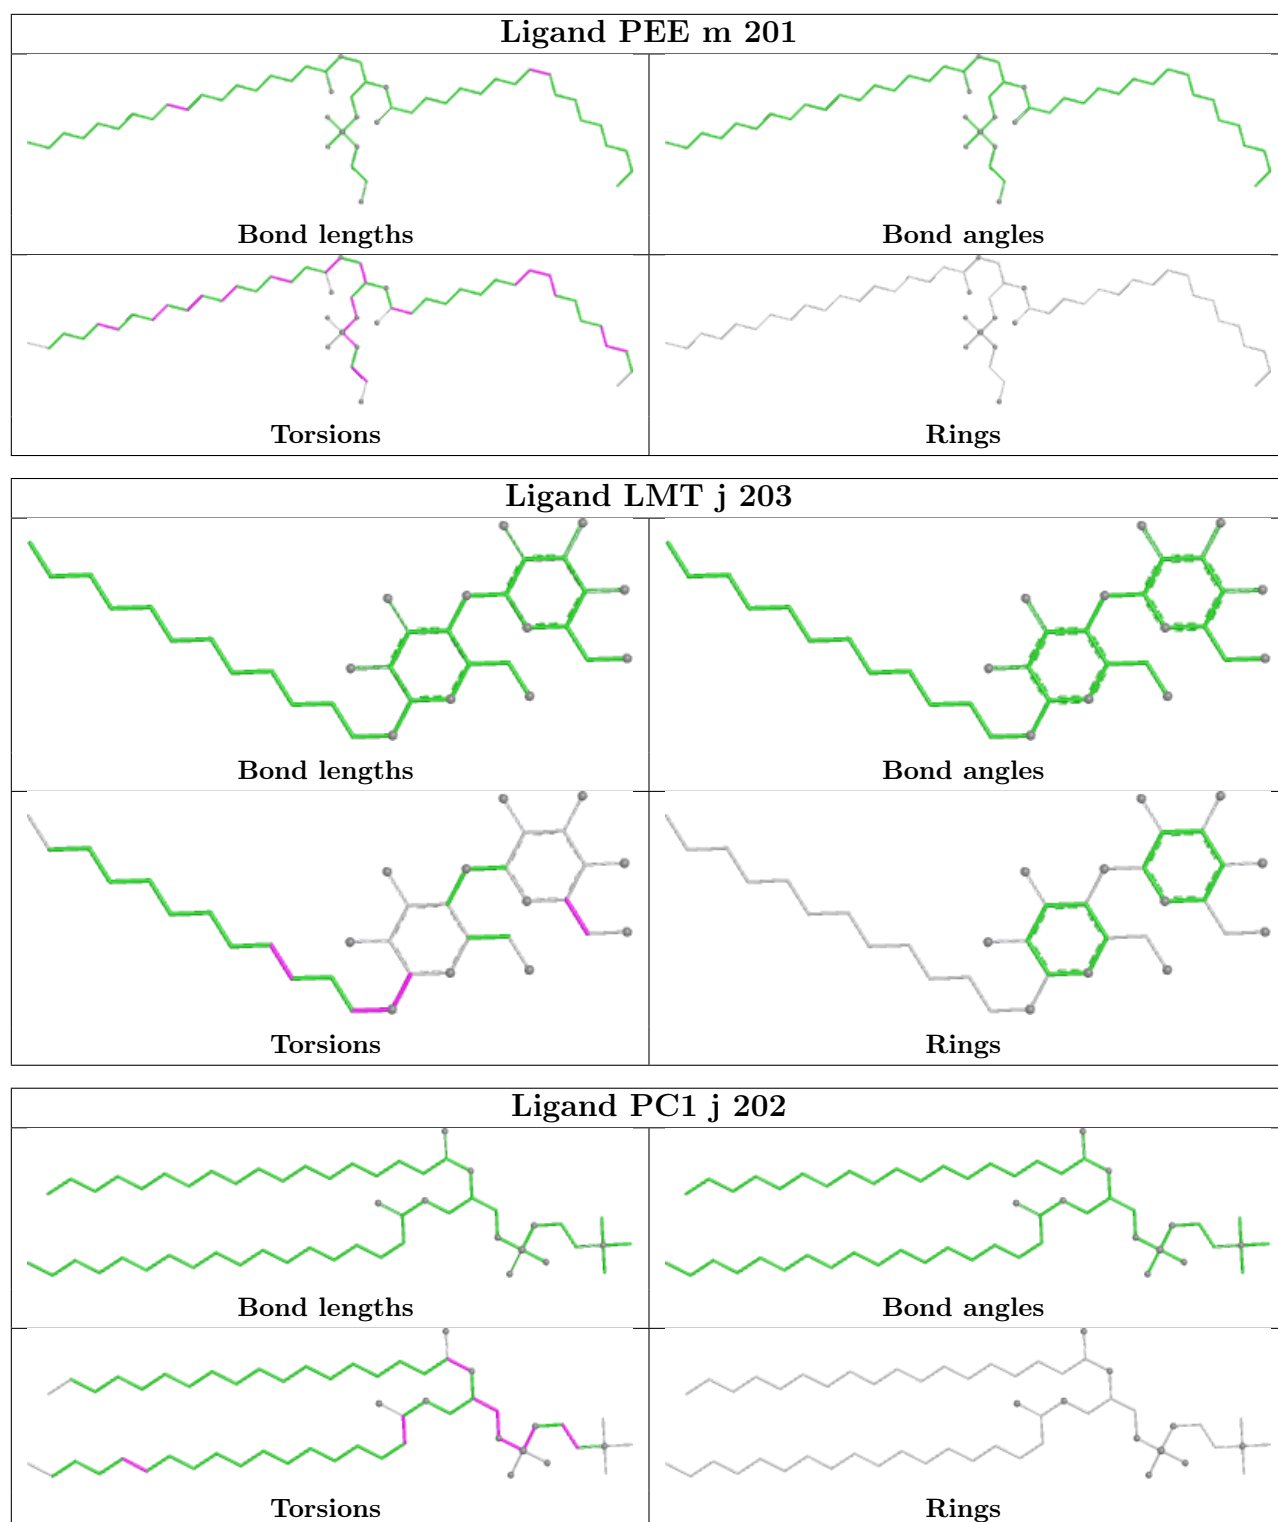 Ligand PEE m 201
Bond lengths
Bond angles
Torsions
Rings
Ligand LMT j 203
Bond lengths
Bond angles
Torsions
Rings
Ligand PC1 j 202
Bond lengths
Bond angles
Torsions
Rings